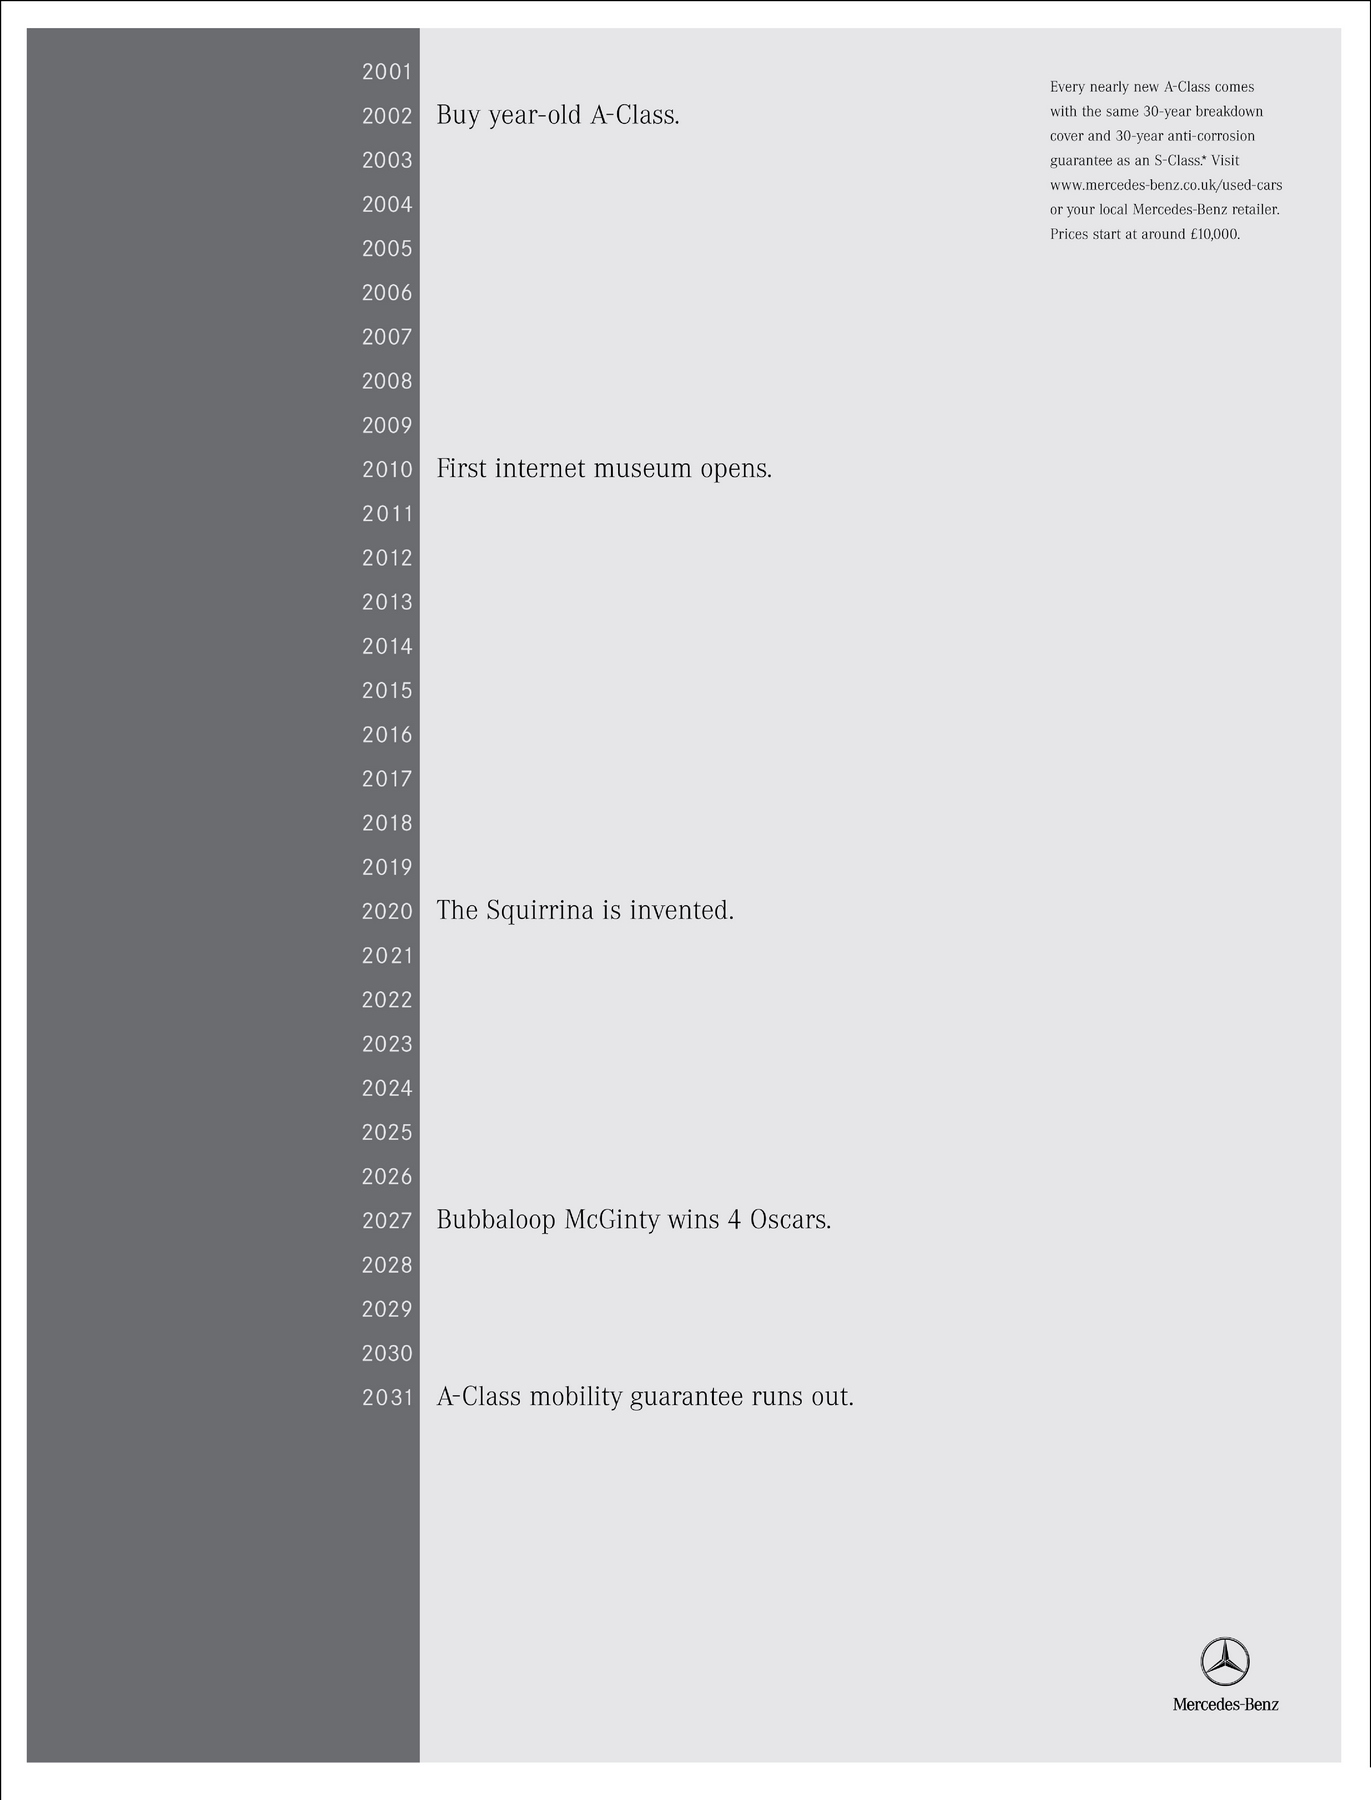 2001
2002 Buy year-old A-Class.
2003
2004
2005
2006
2007
2008
2009
2010 First internet museum opens.
2011
2012
2013
2014
2015
2016
2017
2018
2019
2020 The Squirrina is invented.
2021
2022
2023
2024
2025
2026
2027 Bubbaloop McGinty wins 4 Oscars.
2028
2029
2030
2031 A-Class mobility guarantee runs out.
Every nearly new A-Class comes
with the same 30-year breakdown
cover and 30-year anti-corrosion
guarantee as an S-Class.* Visit
www.mercedes-benz.co.uk/used-cars
or your local Mercedes-Benz retailer.
Prices start at around £10,000.
Mercedes-Benz